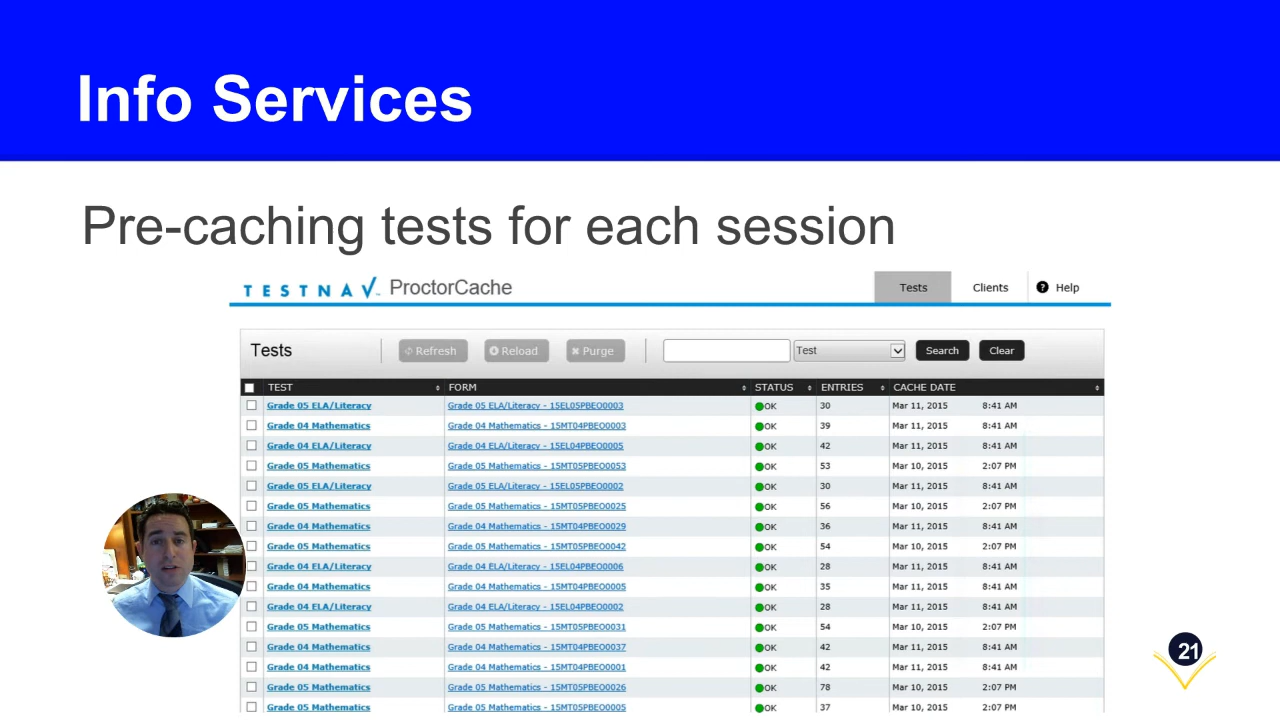 Info Services
Pre-caching tests for each session
TESTNAV™ ProctorCache Tests Clients ? Help
Tests Refresh Reload Purge Test Search Clear
TEST FORM STATUS ENTRIES CACHE DATE
Grade 05 ELA/Literacy Grade 05 ELA/Literacy - 15EL05PBEO0003 OK 30 Mar 11, 2015 8:41 AM
Grade 04 Mathematics Grade 04 Mathematics - 15MT04PBEO0003 OK 39 Mar 11, 2015 8:41 AM
Grade 04 ELA/Literacy Grade 04 ELA/Literacy - 15EL04PBEO0005 OK 42 Mar 11, 2015 8:41 AM
Grade 05 Mathematics Grade 05 Mathematics - 15MT05PBEO0053 OK 53 Mar 10, 2015 2:07 PM
Grade 05 ELA/Literacy Grade 05 ELA/Literacy - 15EL05PBEO0002 OK 30 Mar 11, 2015 8:41 AM
Grade 05 Mathematics Grade 05 Mathematics - 15MT05PBEO0025 OK 56 Mar 10, 2015 2:07 PM
Grade 04 Mathematics Grade 04 Mathematics - 15MT04PBEO0029 OK 36 Mar 11, 2015 8:41 AM
Grade 05 Mathematics Grade 05 Mathematics - 15MT05PBEO0042 OK 54 Mar 10, 2015 2:07 PM
Grade 04 ELA/Literacy Grade 04 ELA/Literacy - 15EL04PBEO0006 OK 28 Mar 11, 2015 8:41 AM
Grade 04 Mathematics Grade 04 Mathematics - 15MT04PBEO0005 OK 35 Mar 11, 2015 8:41 AM
Grade 04 ELA/Literacy Grade 04 ELA/Literacy - 15EL04PBEO0002 OK 28 Mar 11, 2015 8:41 AM
Grade 05 Mathematics Grade 05 Mathematics - 15MT05PBEO0031 OK 54 Mar 10, 2015 2:07 PM
Grade 04 Mathematics Grade 04 Mathematics - 15MT04PBEO0037 OK 42 Mar 11, 2015 8:41 AM
Grade 04 Mathematics Grade 04 Mathematics - 15MT04PBEO0001 OK 42 Mar 11, 2015 8:41 AM
Grade 05 Mathematics Grade 05 Mathematics - 15MT05PBEO0026 OK 78 Mar 10, 2015 2:07 PM
Grade 05 Mathematics Grade 05 Mathematics - 15MT05PBEO0005 OK 37 Mar 10, 2015 2:07 PM
21